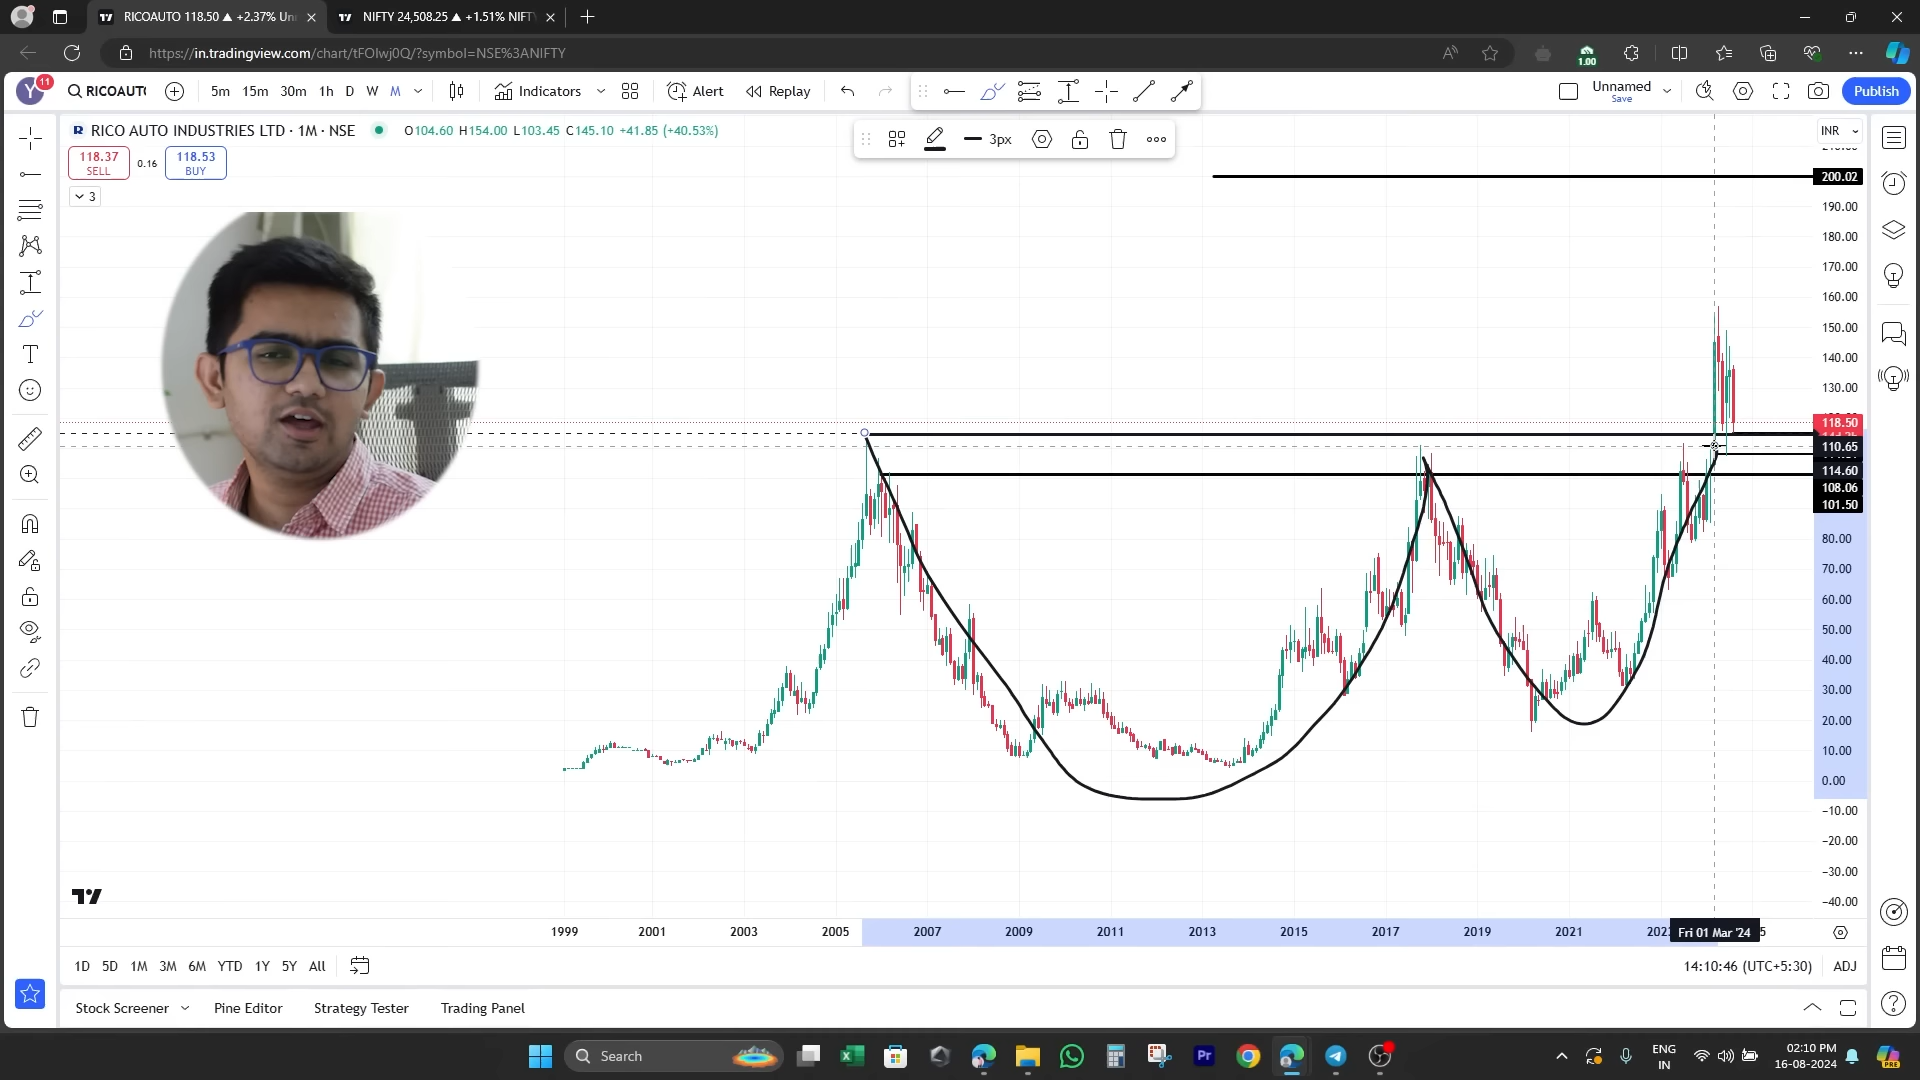 RICOAUTO 118.50 ▲ +2.37% Un
NIFTY 24,508.25 ▲ +1.51% NIFT
https://in.tradingview.com/chart/tFOlwj0Q/?symbol=NSE%3ANIFTY
1.00
Y
11
RICOAUT
5m 15m 30m 1h D W M
Indicators
Alert
Replay
Unnamed
Save
Publish
RICO AUTO INDUSTRIES LTD · 1M · NSE
O104.60 H154.00 L103.45 C145.10 +41.85 (+40.53%)
3px
INR
118.37
SELL
0.16
118.53
BUY
3
200.02
190.00
180.00
170.00
160.00
150.00
140.00
130.00
118.50
110.65
114.60
108.06
101.50
80.00
70.00
60.00
50.00
40.00
30.00
20.00
10.00
0.00
−10.00
−20.00
−30.00
−40.00
1999 2001 2003 2005 2007 2009 2011 2013 2015 2017 2019 2021
Fri 01 Mar '24
1D 5D 1M 3M 6M YTD 1Y 5Y All
14:10:46 (UTC+5:30) ADJ
Stock Screener Pine Editor Strategy Tester Trading Panel
Search
Pr
ENG
IN
02:10 PM
16-08-2024
PRE